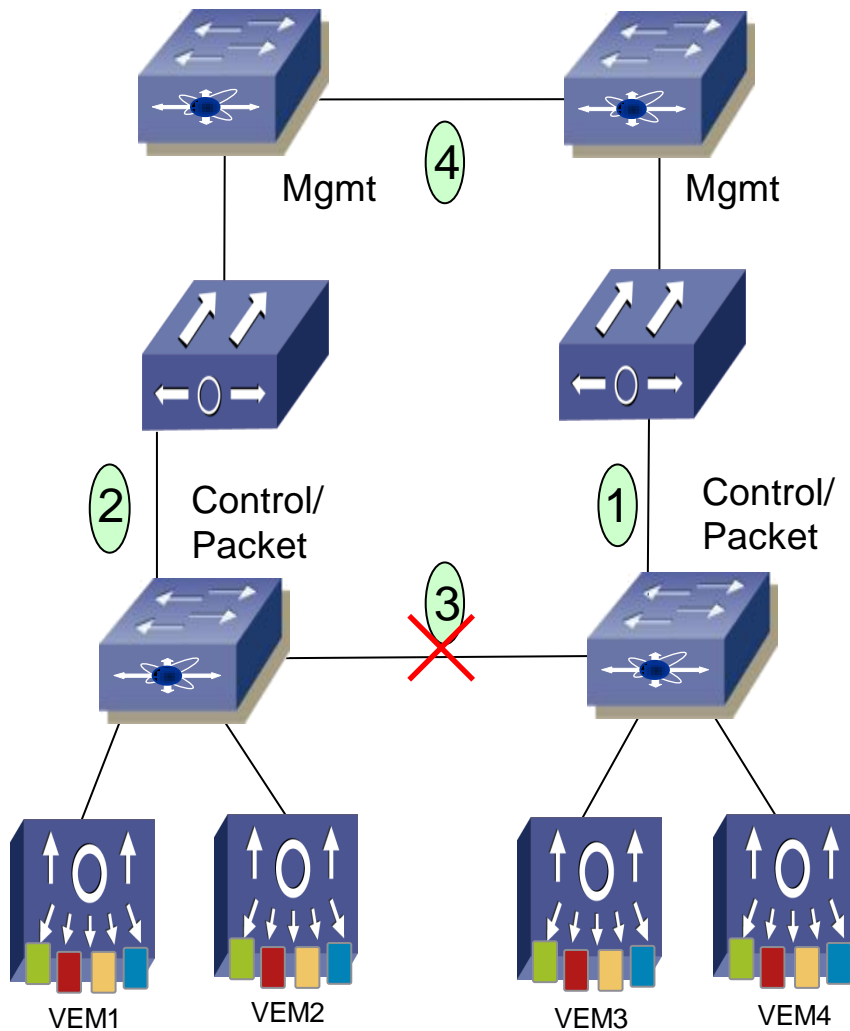 4
Mgmt
Mgmt
2
Control/
Packet
1
Control/
Packet
3
VEM1
VEM2
VEM3
VEM4